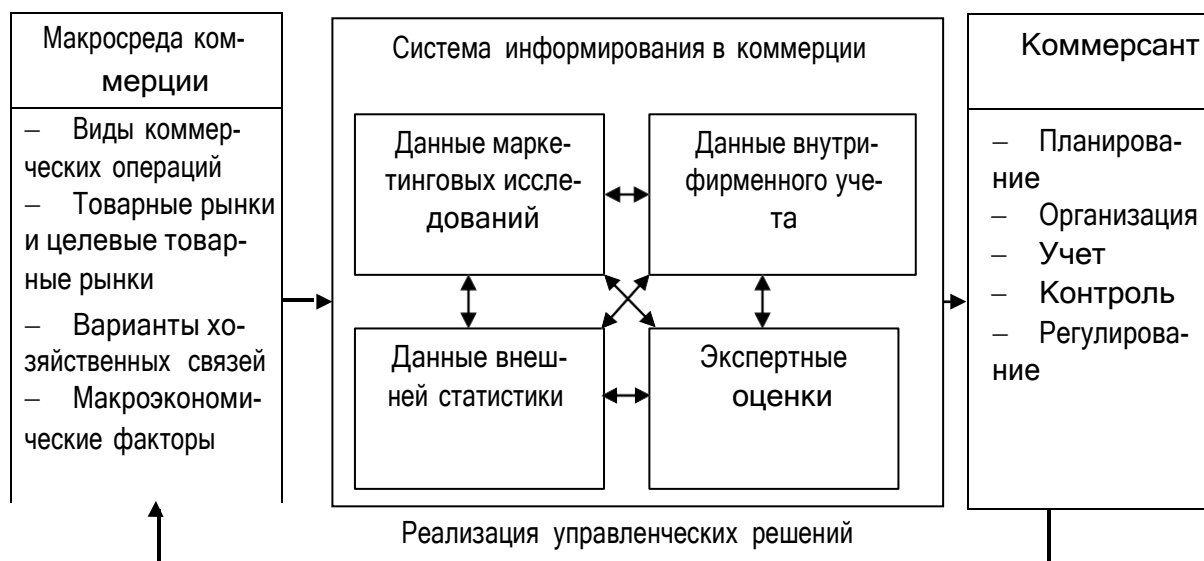 Макросреда ком-
мерции
– Виды коммер-
ческих операций
– Товарные рынки
и целевые товар-
ные рынки
– Варианты хо-
зяйственных связей
– Макроэкономи-
ческие факторы
Система информирования в коммерции
Данные марке-
тинговых иссле-
дований
Данные внутри-
фирменного уче-
та
Данные внеш-
ней статистики
Экспертные
оценки
Коммерсант
– Планирова-
ние
– Организация
– Учет
– Контроль
– Регулирова-
ние
Реализация управленческих решений